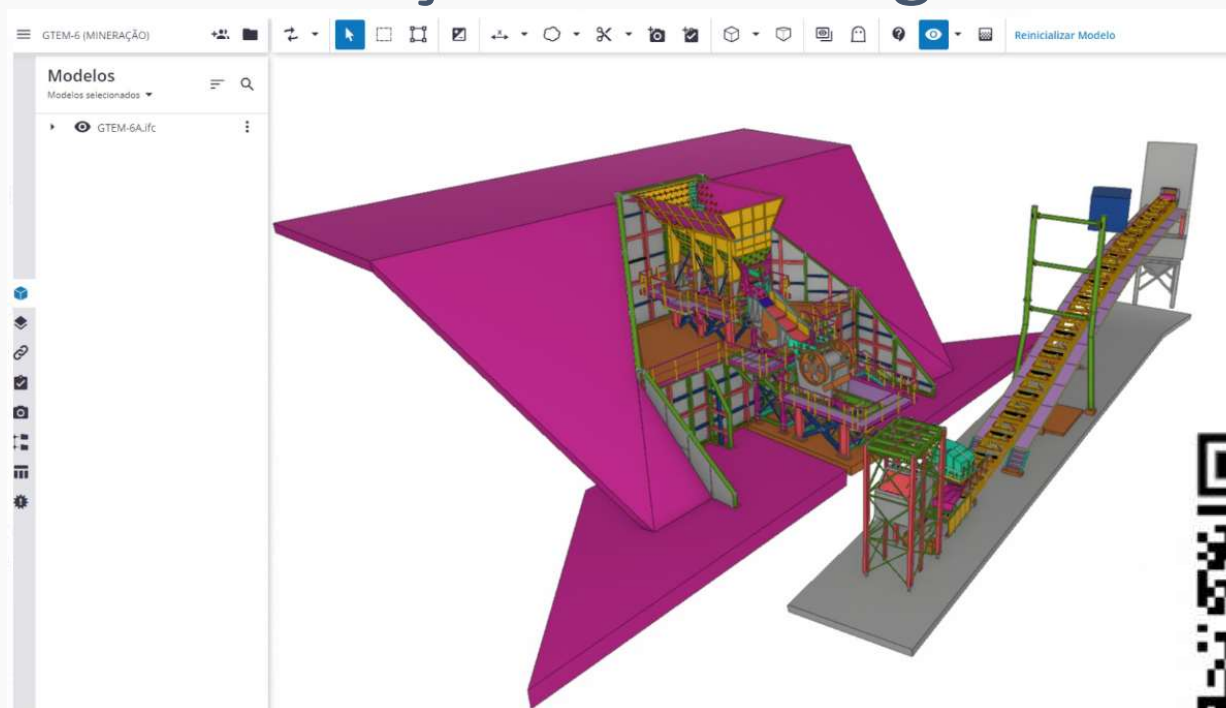 GTEM-6 (MINERAÇÃO)
Reinicializar Modelo
Modelos
Modelos selecionados
GTEM-6A.ifc